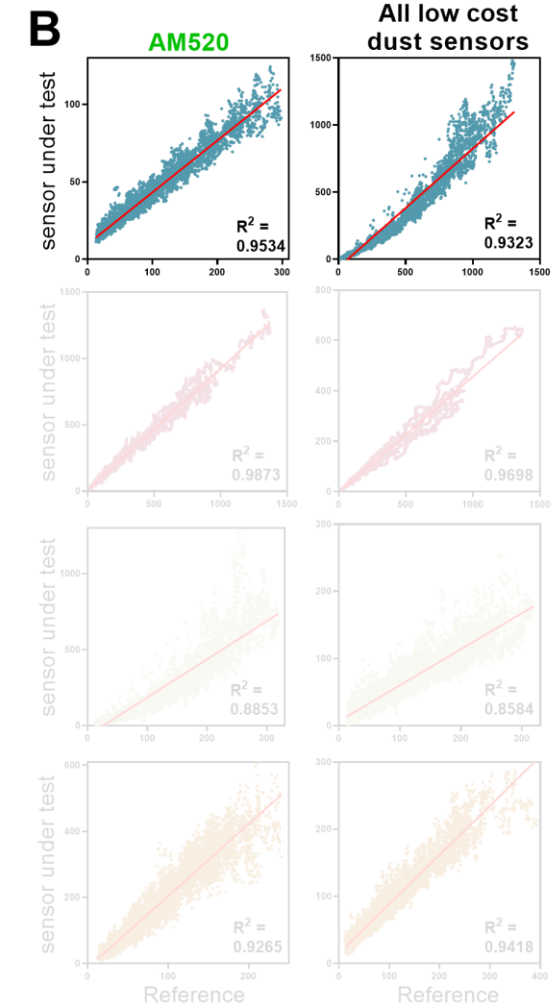 B
AM520
All low cost
dust sensors
sensor under test
100
50
0
0 100 200 300
R² =
0.9534
1500
1000
500
0
0 500 1000 1500
R² =
0.9323
sensor under test
1500
1000
500
0
0 500 1000 1500
R² =
0.9873
800
600
400
200
0
0 500 1000 1500
R² =
0.9698
sensor under test
1000
500
0
100 200 300
R² =
0.8853
300
200
100
0
100 200 300
R² =
0.8584
sensor under test
600
400
200
0
100 200
R² =
0.9265
Reference
300
200
100
0
0 100 200 300 400
R² =
0.9418
Reference